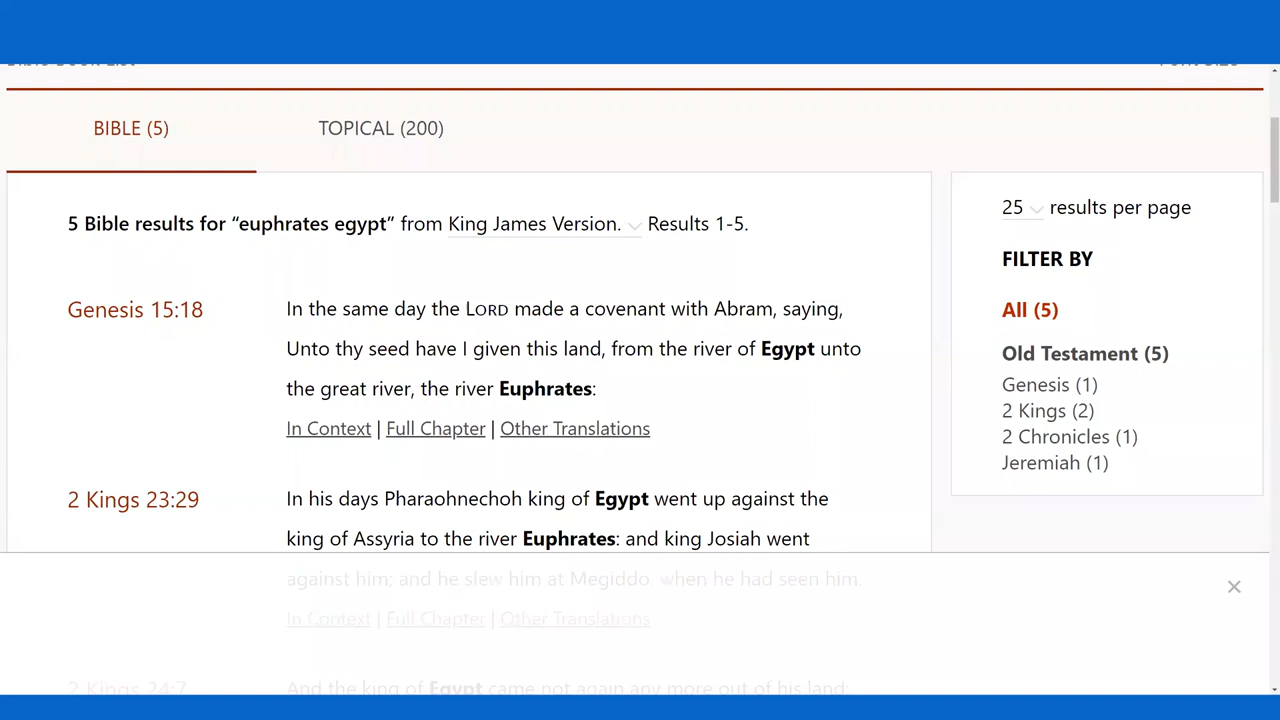 BIBLE (5)
TOPICAL (200)
5 Bible results for “euphrates egypt” from King James Version. Results 1-5.
25 results per page
FILTER BY
All (5)
Old Testament (5)
Genesis (1)
2 Kings (2)
2 Chronicles (1)
Jeremiah (1)
Genesis 15:18
In the same day the LORD made a covenant with Abram, saying,
Unto thy seed have I given this land, from the river of Egypt unto
the great river, the river Euphrates:
In Context | Full Chapter | Other Translations
2 Kings 23:29
In his days Pharaohnechoh king of Egypt went up against the
king of Assyria to the river Euphrates: and king Josiah went
against him; and he slew him at Megiddo, when he had seen him.
In Context | Full Chapter | Other Translations
2 Kings 24:7
And the king of Egypt came not again any more out of his land: